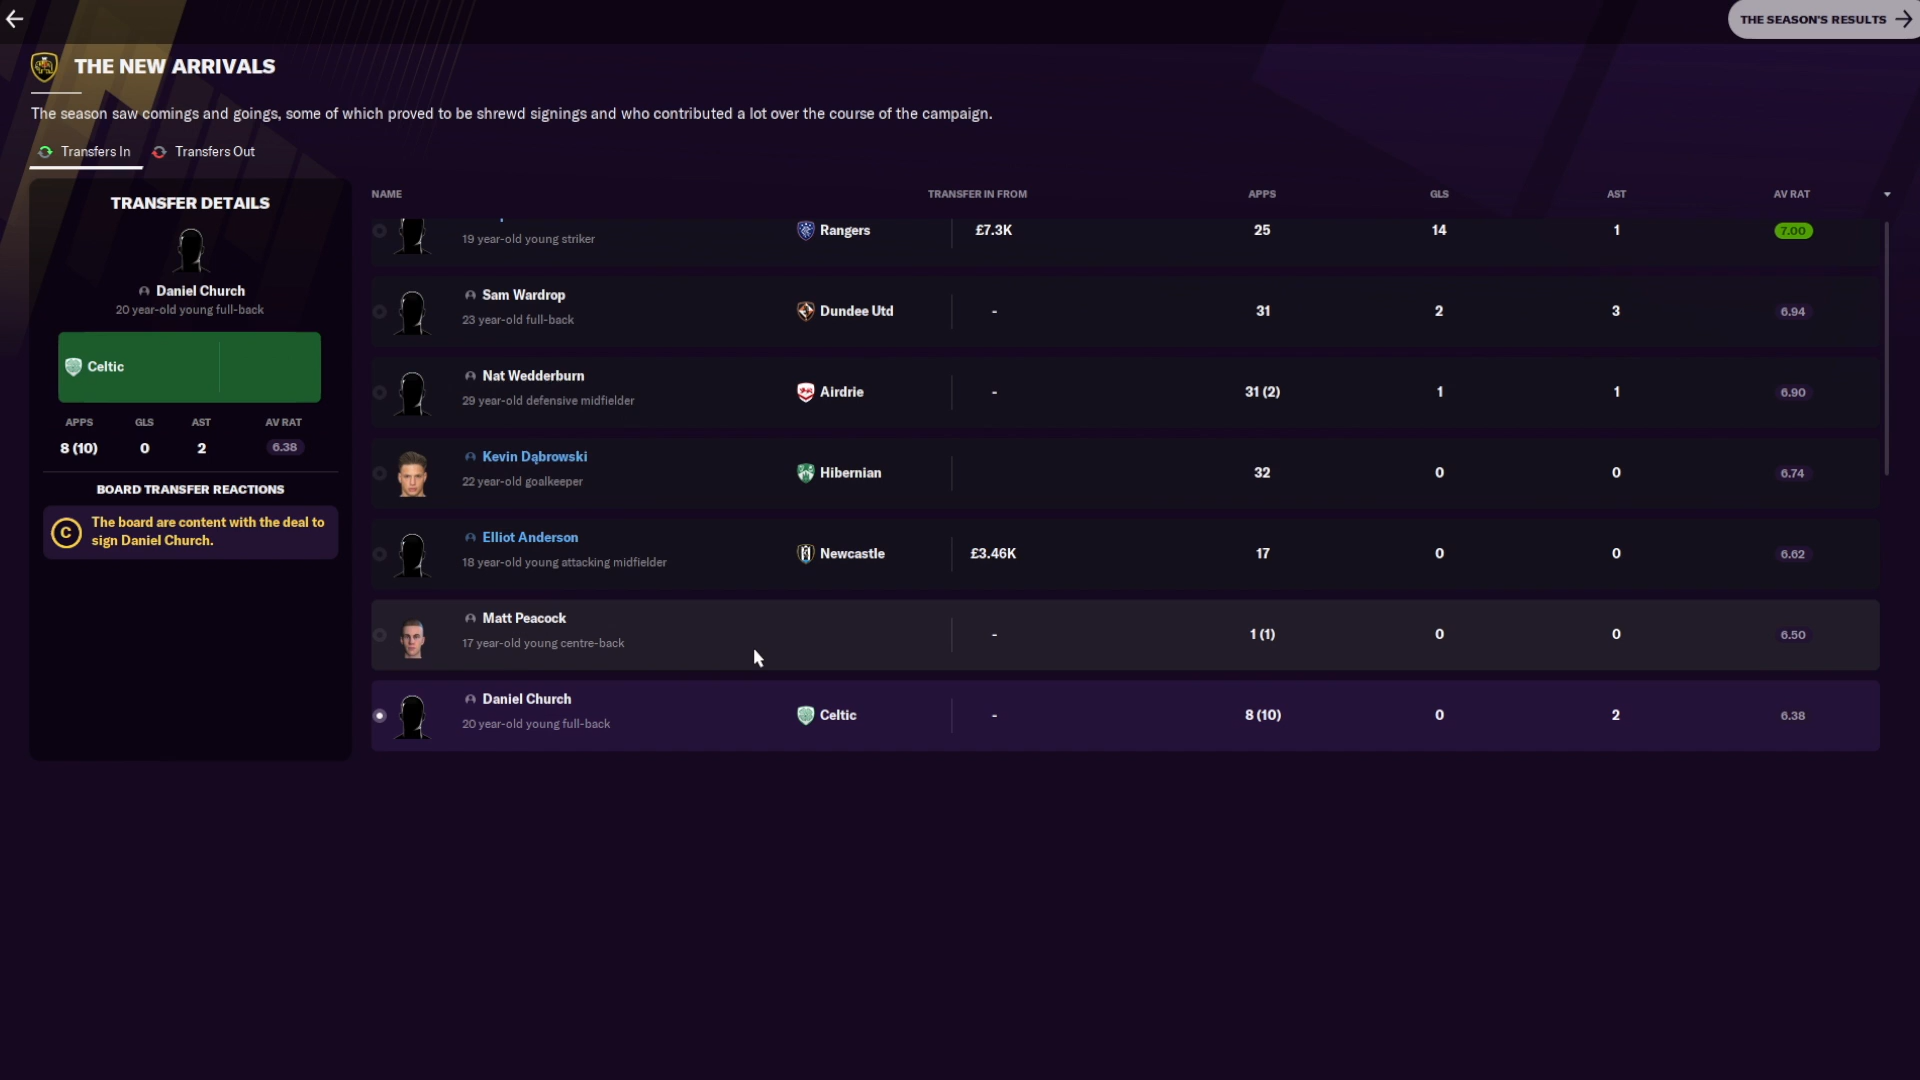 THE SEASON'S RESULTS
THE NEW ARRIVALS
The season saw comings and goings, some of which proved to be shrewd signings and who contributed a lot over the course of the campaign.
Transfers In
Transfers Out
TRANSFER DETAILS
Daniel Church
20 year-old young full-back
Celtic
APPS GLS AST AV RAT
8 (10) 0 2 6.38
BOARD TRANSFER REACTIONS
C
The board are content with the deal to
sign Daniel Church.
NAME TRANSFER IN FROM APPS GLS AST AV RAT
19 year-old young striker
Rangers £7.3K 25 14 1 7.00
Sam Wardrop
23 year-old full-back
Dundee Utd - 31 2 3 6.94
Nat Wedderburn
29 year-old defensive midfielder
Airdrie - 31 (2) 1 1 6.90
Kevin Dąbrowski
22 year-old goalkeeper
Hibernian 32 0 0 6.74
Elliot Anderson
18 year-old young attacking midfielder
Newcastle £3.46K 17 0 0 6.62
Matt Peacock
17 year-old young centre-back
- 1 (1) 0 0 6.50
Daniel Church
20 year-old young full-back
Celtic - 8 (10) 0 2 6.38